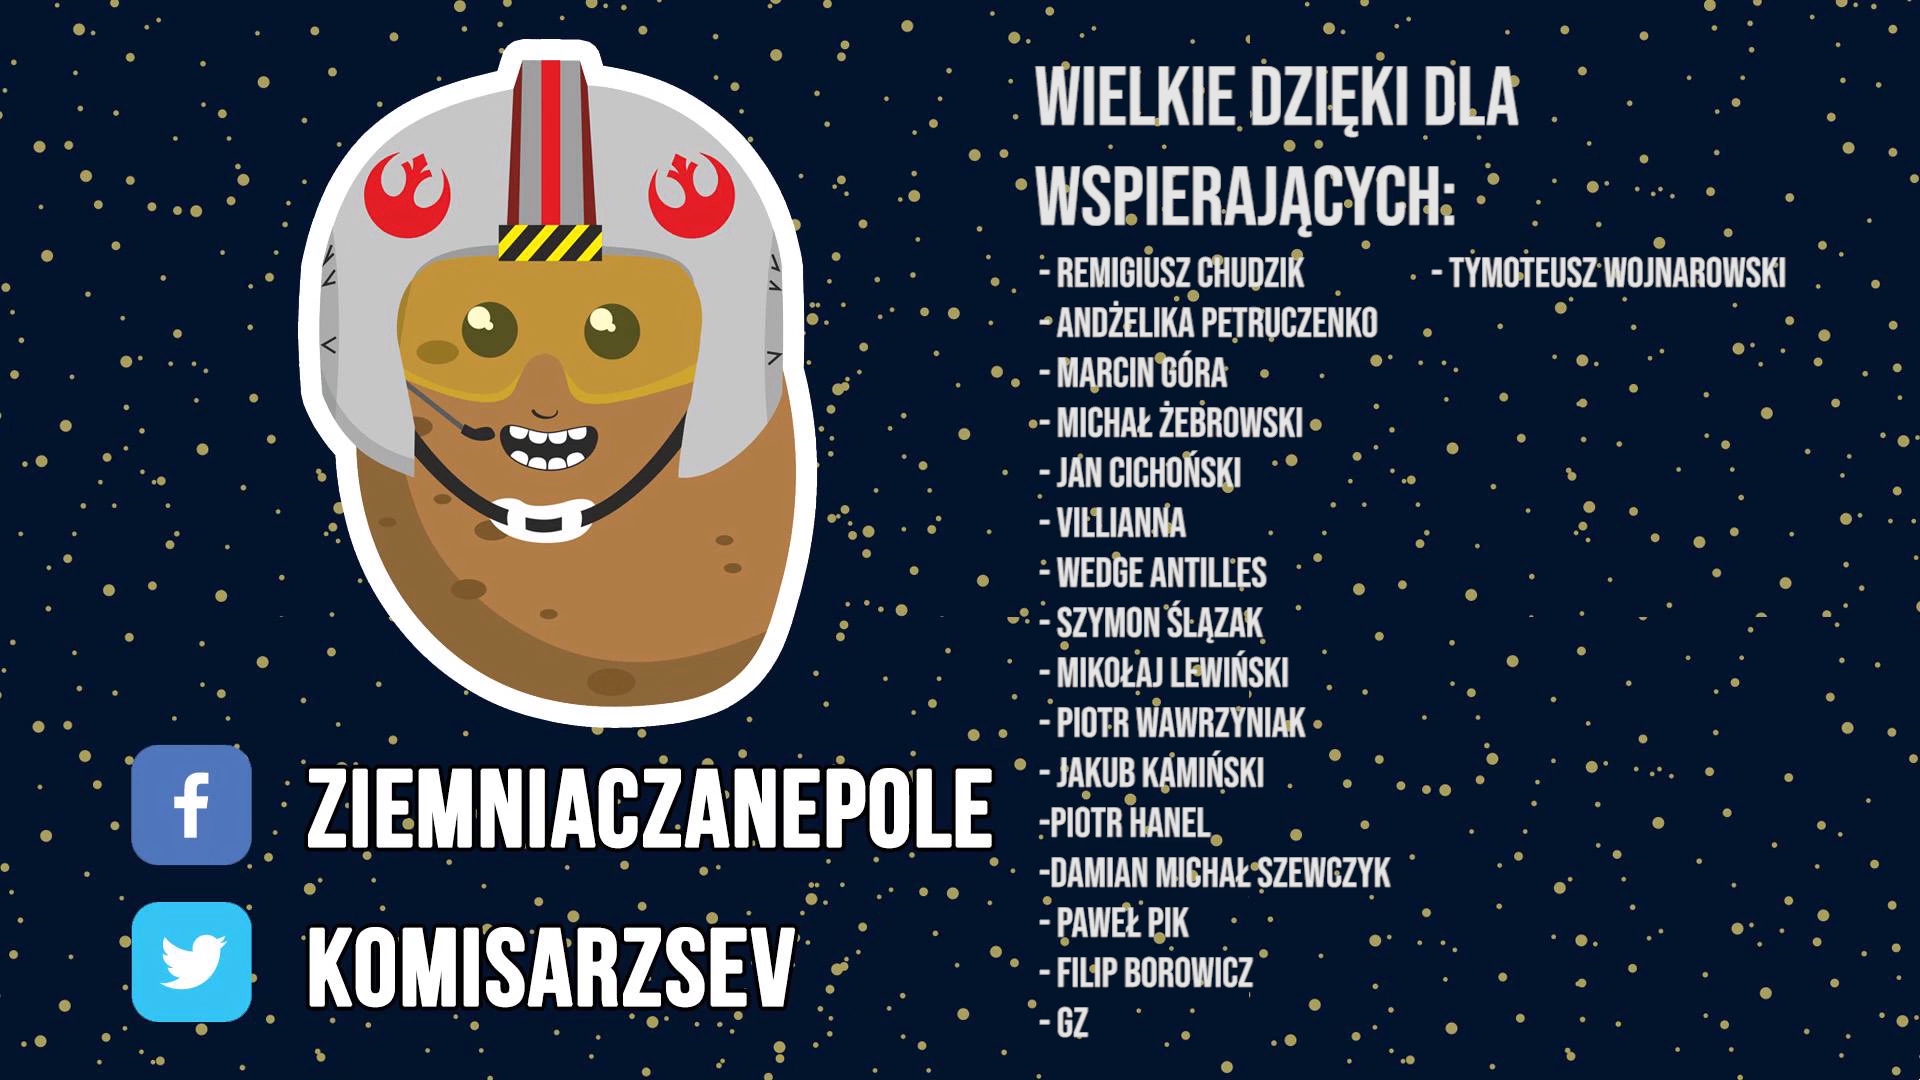 WIELKIE DZIĘKI DLA
WSPIERAJĄCYCH:
- REMIGIUSZ CHUDZIK
- ANDŻELIKA PETRUCZENKO
- MARCIN GÓRA
- MICHAŁ ŻEBROWSKI
- JAN CICHOŃSKI
- VILLIANNA
- WEDGE ANTILLES
- SZYMON ŚLĄZAK
- MIKOŁAJ LEWIŃSKI
- PIOTR WAWRZYNIAK
- JAKUB KAMIŃSKI
-PIOTR HANEL
-DAMIAN MICHAŁ SZEWCZYK
- PAWEŁ PIK
- FILIP BOROWICZ
- GZ
- TYMOTEUSZ WOJNAROWSKI
ZIEMNIACZANEPOLE
KOMISARZSEV